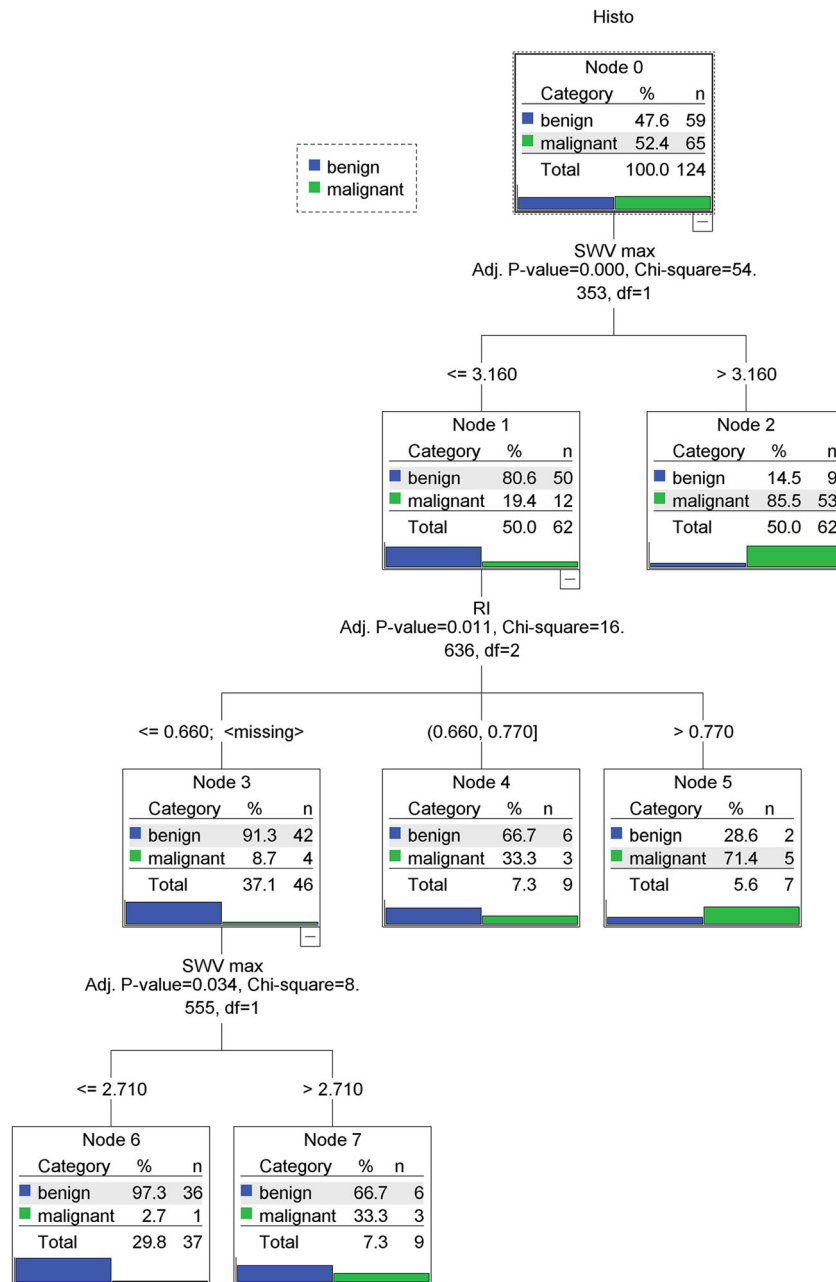 Histo
Node 0
Category % n
benign 47.6 59
malignant 52.4 65
Total 100.0 124
benign
malignant
SWV max
Adj. P-value=0.000, Chi-square=54.
353, df=1
<= 3.160
> 3.160
Node 1
Category % n
benign 80.6 50
malignant 19.4 12
Total 50.0 62
Node 2
Category % n
benign 14.5 9
malignant 85.5 53
Total 50.0 62
RI
Adj. P-value=0.011, Chi-square=16.
636, df=2
<= 0.660; <missing>
(0.660, 0.770]
> 0.770
Node 3
Category % n
benign 91.3 42
malignant 8.7 4
Total 37.1 46
Node 4
Category % n
benign 66.7 6
malignant 33.3 3
Total 7.3 9
Node 5
Category % n
benign 28.6 2
malignant 71.4 5
Total 5.6 7
SWV max
Adj. P-value=0.034, Chi-square=8.
555, df=1
<= 2.710
> 2.710
Node 6
Category % n
benign 97.3 36
malignant 2.7 1
Total 29.8 37
Node 7
Category % n
benign 66.7 6
malignant 33.3 3
Total 7.3 9